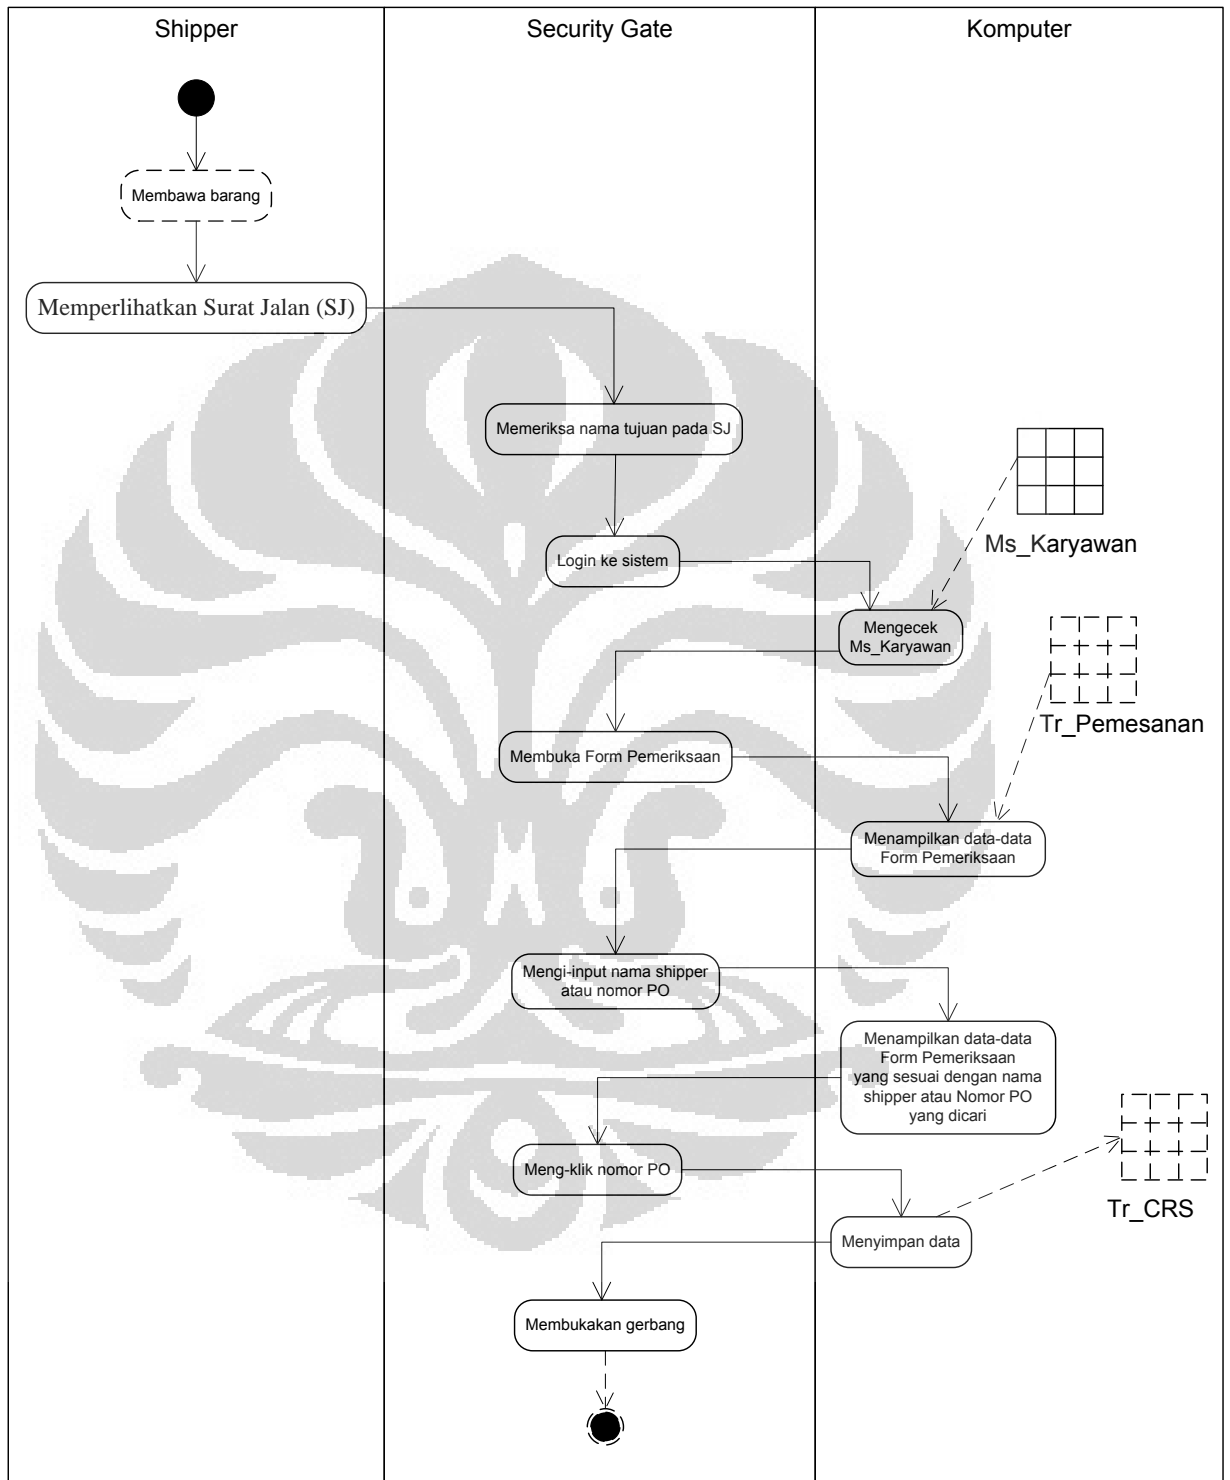 Shipper
Security Gate
Komputer
Membawa barang
Memperlihatkan Surat Jalan (SJ)
Memeriksa nama tujuan pada SJ
Ms_Karyawan
Login ke sistem
Mengecek
Ms_Karyawan
Tr_Pemesanan
Membuka Form Pemeriksaan
Menampilkan data-data
Form Pemeriksaan
Mengi-input nama shipper
atau nomor PO
Menampilkan data-data
Form Pemeriksaan
yang sesuai dengan nama
shipper atau Nomor PO
yang dicari
Meng-klik nomor PO
Tr_CRS
Menyimpan data
Membukakan gerbang